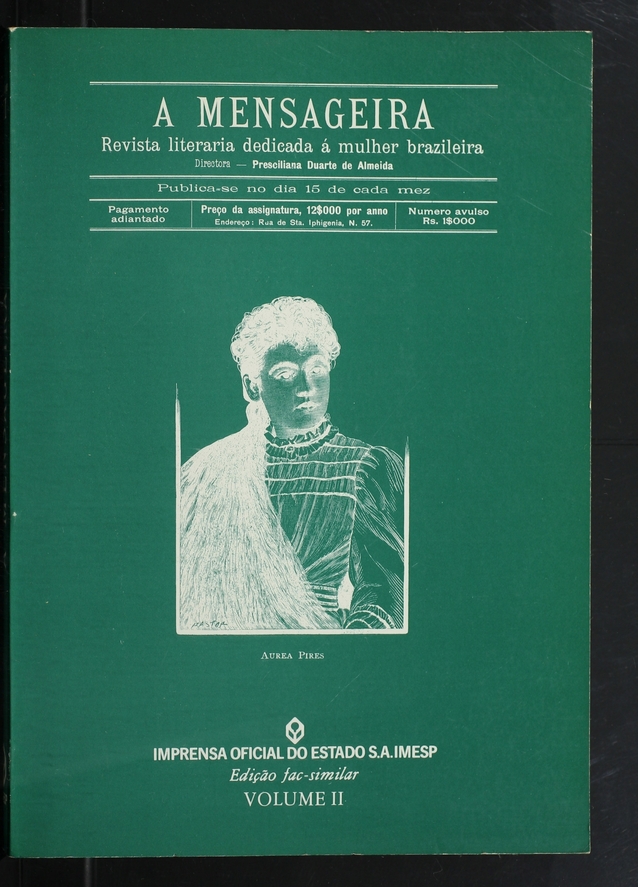 A MENSAGEIRA
Revista literaria dedicada á mulher brazileira
Directora — Presciliana Duarte de Almeida
Publica-se no dia 15 de cada mez
Pagamento
adiantado
Preço da assignatura, 12$000 por anno
Endereço: Rua de Sta. Iphigenia, N. 57.
Numero avulso
Rs. 1$000
PASTOR
AUREA PIRES
IMPRENSA OFICIAL DO ESTADO S.A.IMESP
Edição fac-similar
VOLUME II